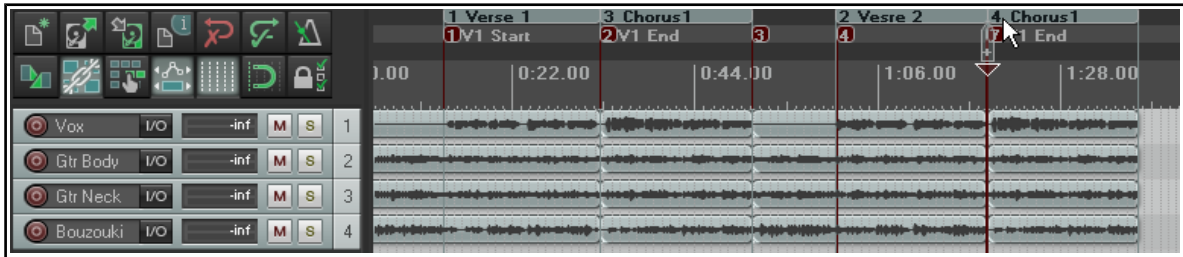 1 Verse 1 3 Chorus1 2 Vesre 2 4 Chorus1
1 V1 Start 2 V1 End 3 4 7 1 End
0.00 0:22.00 0:44.00 1:06.00 1:28.00
Vox I/O -inf M S 1
Gtr Body I/O -inf M S 2
Gtr Neck I/O -inf M S 3
Bouzouki I/O -inf M S 4